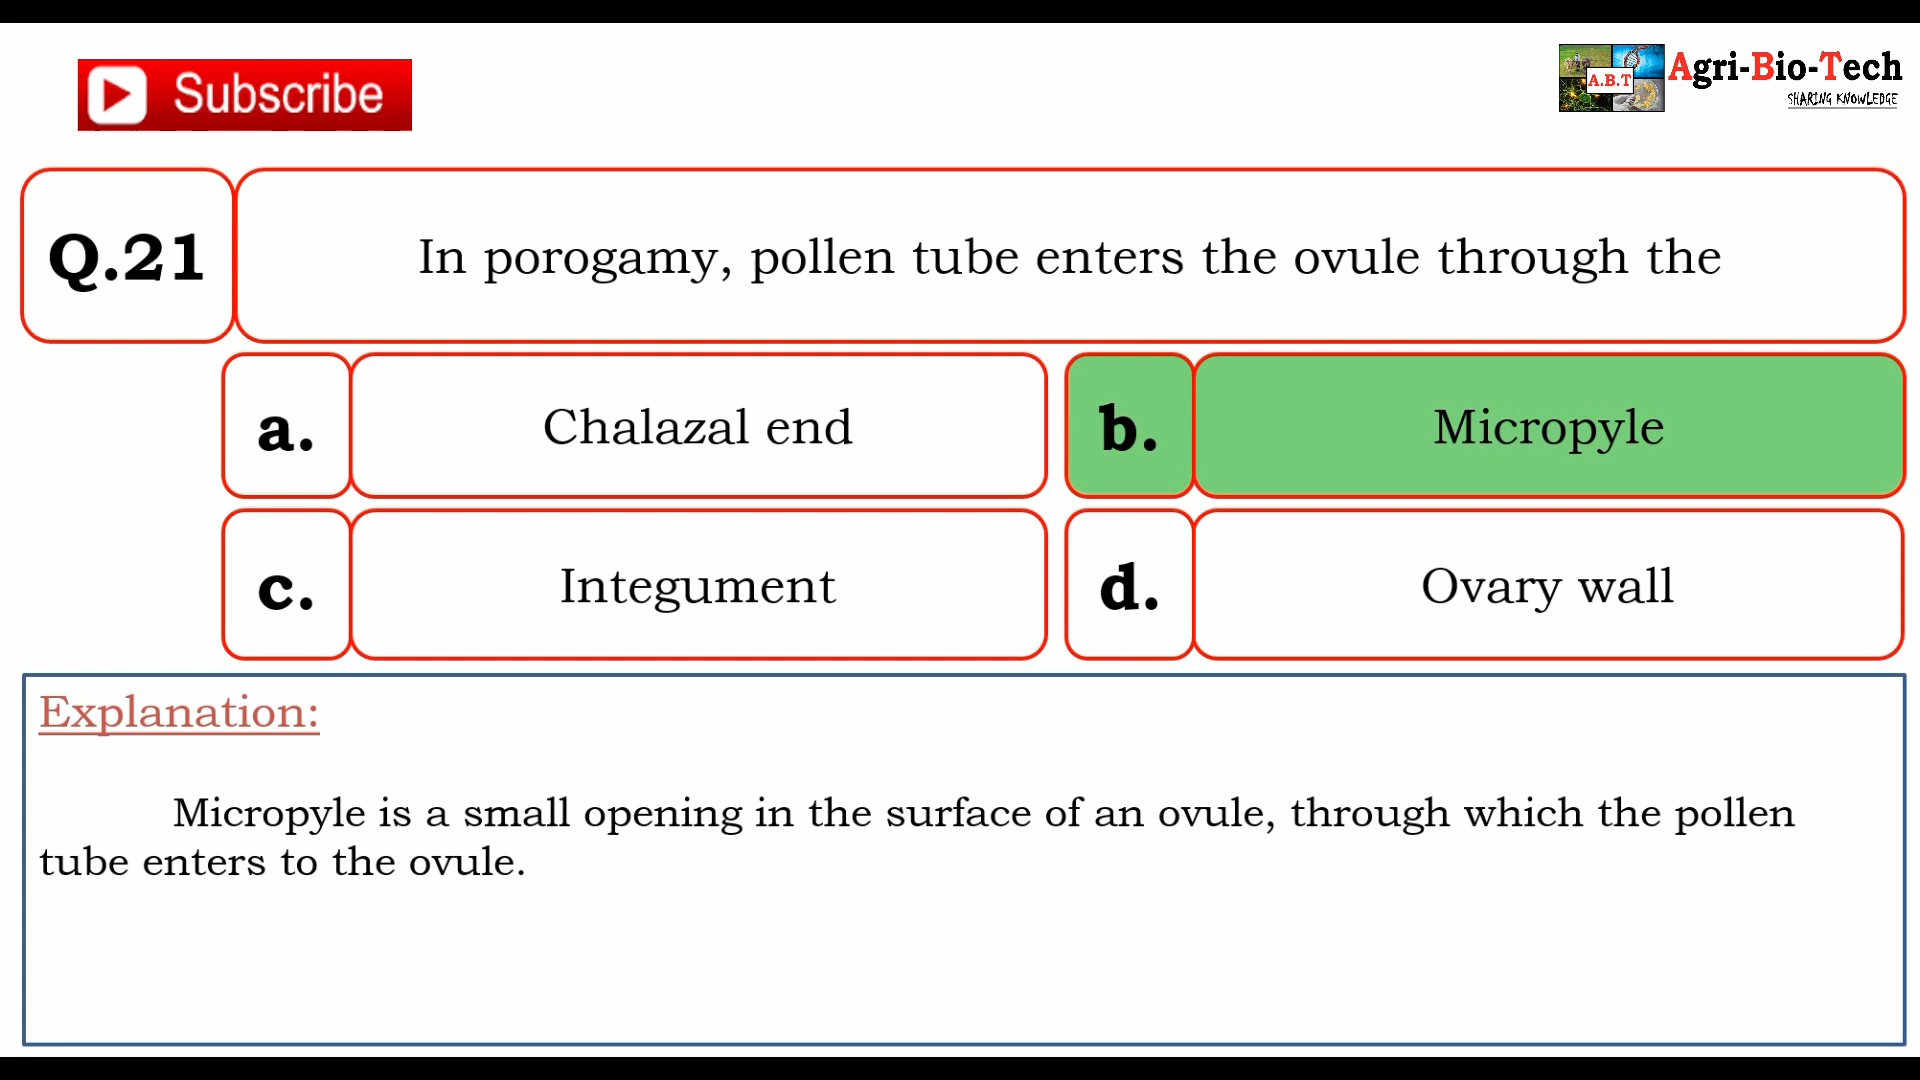 Subscribe
A.B.T
Agri-Bio-Tech
SHARING KNOWLEDGE
Q.21
In porogamy, pollen tube enters the ovule through the
a.
Chalazal end
b.
Micropyle
c.
Integument
d.
Ovary wall
Explanation:
Micropyle is a small opening in the surface of an ovule, through which the pollen
tube enters to the ovule.